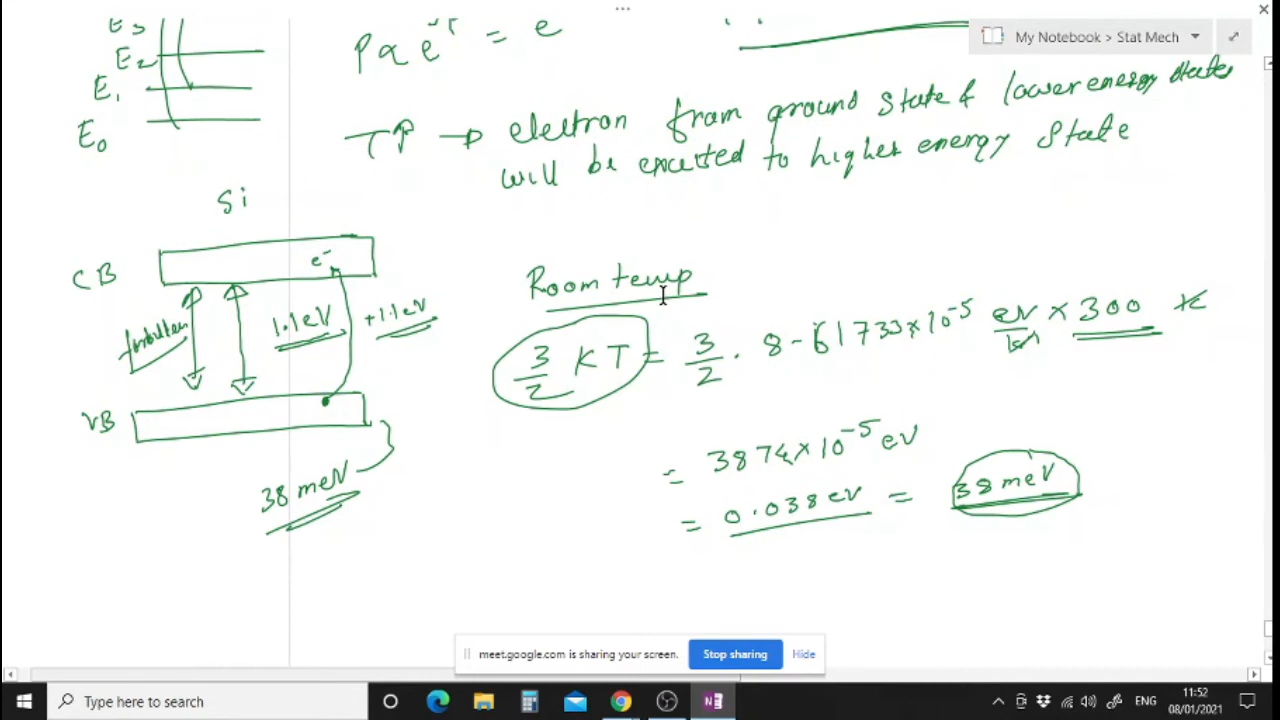 E3
E2
E1
E0
P α e = e
My Notebook > Stat Mech
T↑ → electron from ground state & lower energy states
will be excited to higher energy state
Si
CB
e-
forbidden
1.1eV
+1.1eV
VB
38 meV
Room temp
3/2 KT = 3/2 . 8-61733×10^-5 eV/K × 300 K
= 3874×10^-5 eV
= 0.038 eV = 38 meV
meet.google.com is sharing your screen.
Stop sharing
Hide
Type here to search
ENG
11:52
08/01/2021